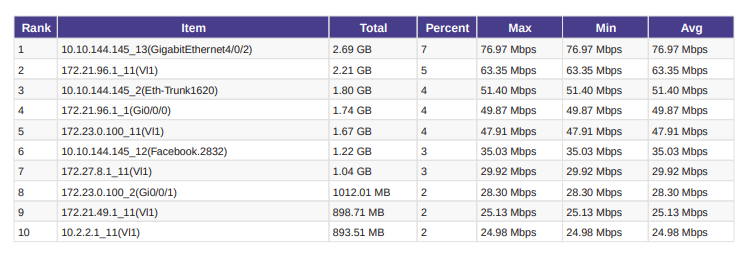 Rank Item Total Percent Max Min Avg
1 10.10.144.145_13(GigabitEthernet4/0/2) 2.69 GB 7 76.97 Mbps 76.97 Mbps 76.97 Mbps
2 172.21.96.1_11(Vl1) 2.21 GB 5 63.35 Mbps 63.35 Mbps 63.35 Mbps
3 10.10.144.145_2(Eth-Trunk1620) 1.80 GB 4 51.40 Mbps 51.40 Mbps 51.40 Mbps
4 172.21.96.1_1(Gi0/0/0) 1.74 GB 4 49.87 Mbps 49.87 Mbps 49.87 Mbps
5 172.23.0.100_11(Vl1) 1.67 GB 4 47.91 Mbps 47.91 Mbps 47.91 Mbps
6 10.10.144.145_12(Facebook.2832) 1.22 GB 3 35.03 Mbps 35.03 Mbps 35.03 Mbps
7 172.27.8.1_11(Vl1) 1.04 GB 3 29.92 Mbps 29.92 Mbps 29.92 Mbps
8 172.23.0.100_2(Gi0/0/1) 1012.01 MB 2 28.30 Mbps 28.30 Mbps 28.30 Mbps
9 172.21.49.1_11(Vl1) 898.71 MB 2 25.13 Mbps 25.13 Mbps 25.13 Mbps
10 10.2.2.1_11(Vl1) 893.51 MB 2 24.98 Mbps 24.98 Mbps 24.98 Mbps